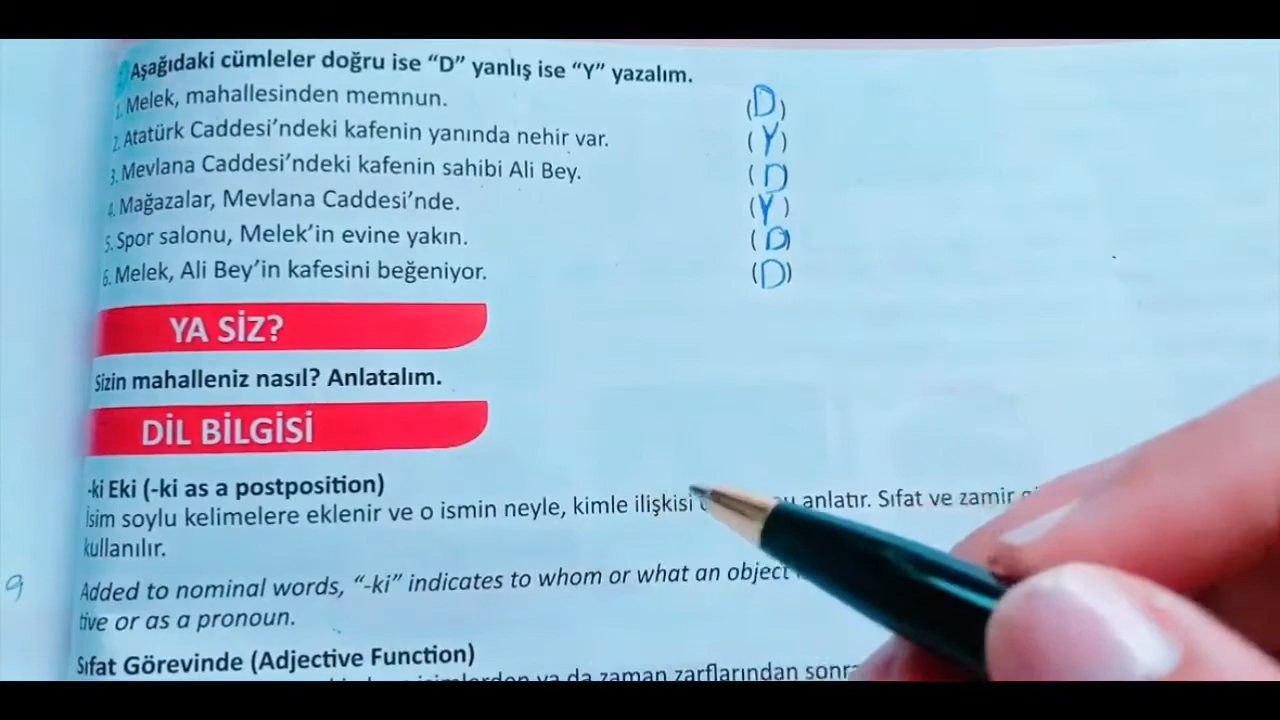 Aşağıdaki cümleler doğru ise “D” yanlış ise “Y” yazalım.
1. Melek, mahallesinden memnun. (D)
2. Atatürk Caddesi’ndeki kafenin yanında nehir var. (Y)
3. Mevlana Caddesi’ndeki kafenin sahibi Ali Bey. (D)
4. Mağazalar, Mevlana Caddesi’nde. (Y)
5. Spor salonu, Melek’in evine yakın. (D)
6. Melek, Ali Bey’in kafesini beğeniyor. (D)
YA SİZ?
Sizin mahalleniz nasıl? Anlatalım.
DİL BİLGİSİ
-ki Eki (-ki as a postposition)
İsim soylu kelimelere eklenir ve o ismin neyle, kimle ilişkisi anlatır. Sıfat ve zamir
kullanılır.
9
Added to nominal words, “-ki” indicates to whom or what an object
tive or as a pronoun.
Sıfat Görevinde (Adjective Function)
ya da zaman zarflarından